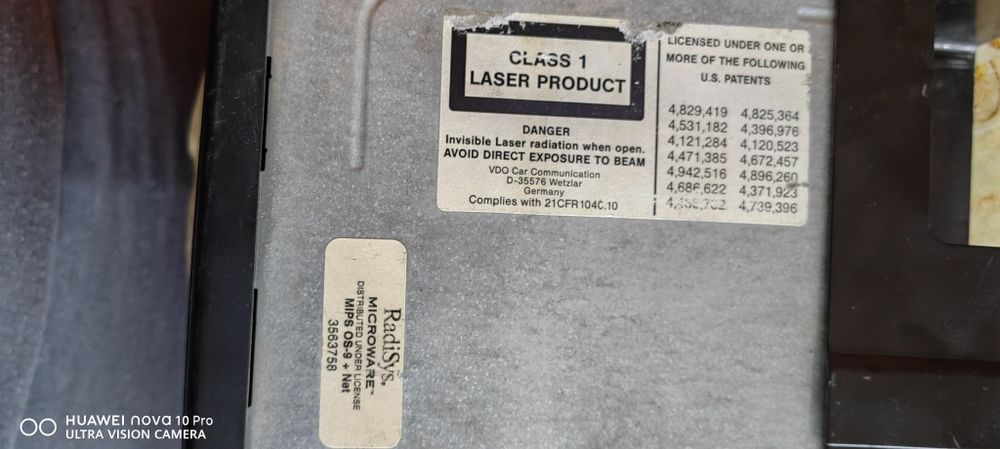 CLASS 1
LASER PRODUCT
DANGER
Invisible Laser radiation when open.
AVOID DIRECT EXPOSURE TO BEAM
VDO Car Communication
D-35576 Wetzlar
Germany
Complies with 21CFR1040.10
LICENSED UNDER ONE OR
MORE OF THE FOLLOWING
U.S. PATENTS
4,829,419 4,825,364
4,531,182 4,396,976
4,121,284 4,120,523
4,471,385 4,672,457
4,942,516 4,896,260
4,686,622 4,371,923
4,739,396
RadiSys.
MICROWARE™
DISTRIBUTED UNDER LICENSE
MIPS OS-9 + Net
3563758
HUAWEI nova 10 Pro
ULTRA VISION CAMERA